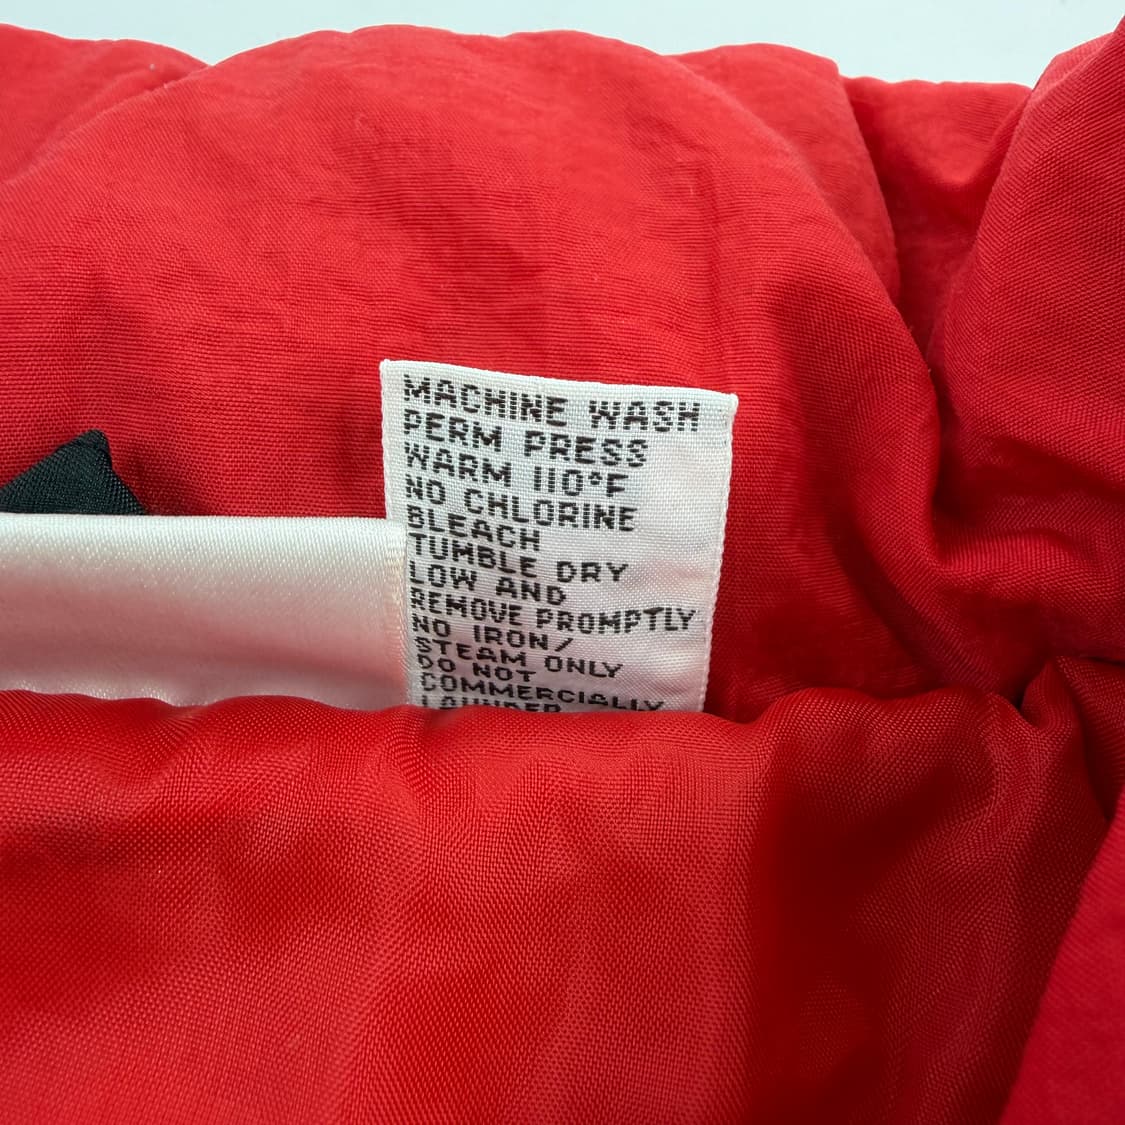 MACHINE WASH
PERM PRESS
WARM 110°F
NO CHLORINE
BLEACH
TUMBLE DRY
LOW AND
REMOVE PROMPTLY
NO IRON/
STEAM ONLY
DO NOT
COMMERCIALLY
LAUNDER